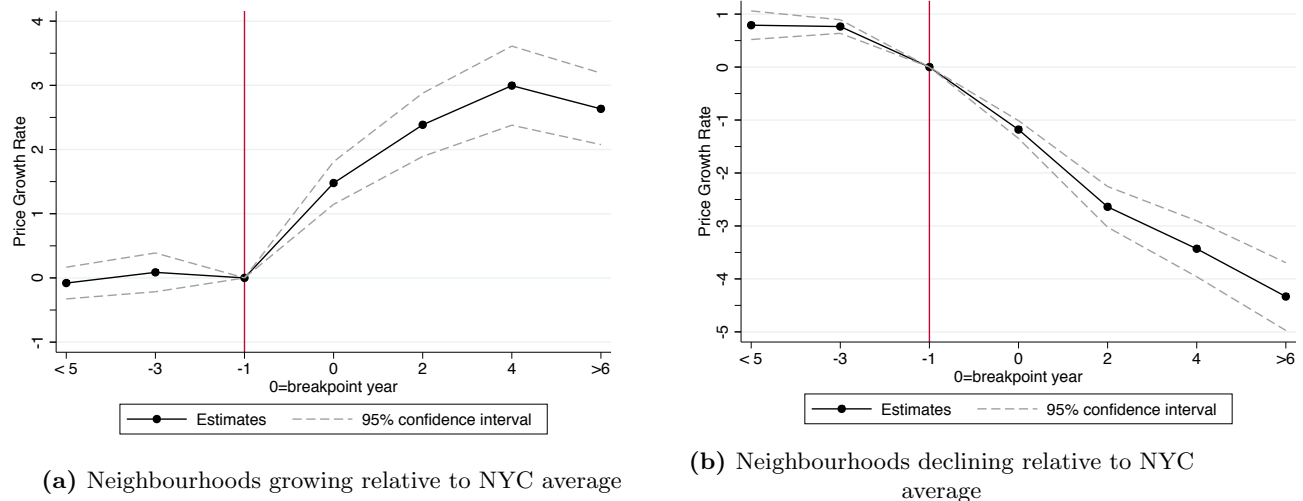 Price Growth Rate
4
3
2
1
0
-1
< 5
-3
-1
0
2
4
>6
0=breakpoint year
Estimates
95% confidence interval
(a) Neighbourhoods growing relative to NYC average
Price Growth Rate
1
0
-1
-2
-3
-4
-5
< 5
-3
-1
0
2
4
>6
0=breakpoint year
Estimates
95% confidence interval
(b) Neighbourhoods declining relative to NYC
average